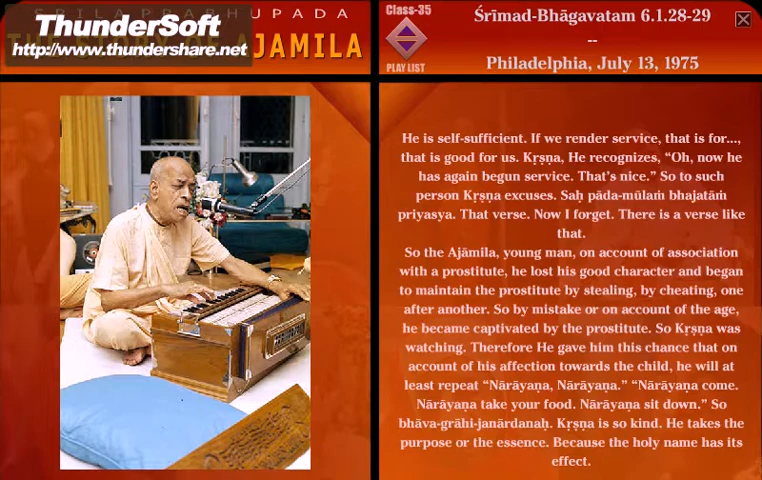 SRILA PRABHUPADA
ThunderSoft
http://www.thundershare.net
THE STORY OF AJAMILA
Class-35
PLAY LIST
Śrīmad-Bhāgavatam 6.1.28-29
--
Philadelphia, July 13, 1975
He is self-sufficient. If we render service, that is for...,
that is good for us. Kṛṣṇa, He recognizes, “Oh, now he
has again begun service. That’s nice.” So to such
person Kṛṣṇa excuses. Saḥ pāda-mūlaṁ bhajatāṁ
priyasya. That verse. Now I forget. There is a verse like
that.
So the Ajāmila, young man, on account of association
with a prostitute, he lost his good character and began
to maintain the prostitute by stealing, by cheating, one
after another. So by mistake or on account of the age,
he became captivated by the prostitute. So Kṛṣṇa was
watching. Therefore He gave him this chance that on
account of his affection towards the child, he will at
least repeat “Nārāyaṇa, Nārāyaṇa.” “Nārāyaṇa come.
Nārāyaṇa take your food. Nārāyaṇa sit down.” So
bhāva-grāhi-janārdanaḥ. Kṛṣṇa is so kind. He takes the
purpose or the essence. Because the holy name has its
effect.